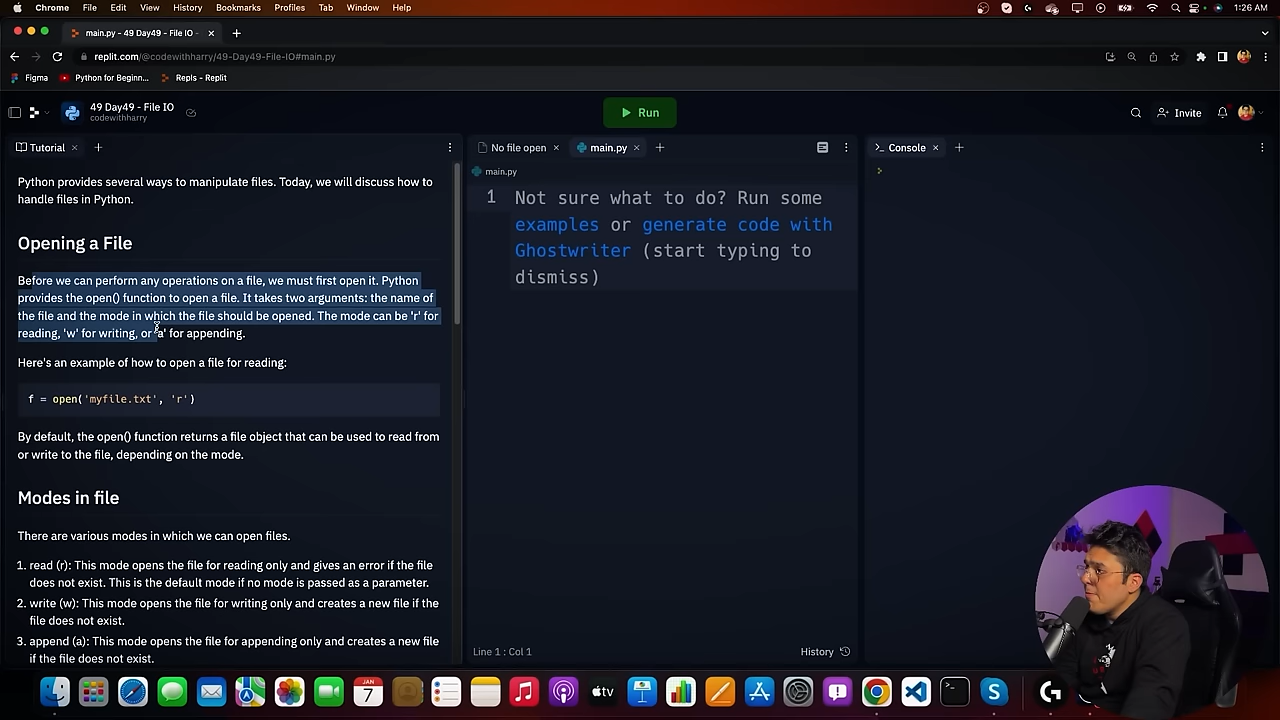 Chrome File Edit View History Bookmarks Profiles Tab Window Help 1:26 AM
main.py - 49 Day49 - File IO -
replit.com/@codewithharry/49-Day49-File-IO#main.py
Figma Python for Beginn... Repls - Replit
49 Day49 - File IO
codewithharry
Run
Invite
Tutorial
Python provides several ways to manipulate files. Today, we will discuss how to
handle files in Python.
Opening a File
Before we can perform any operations on a file, we must first open it. Python
provides the open() function to open a file. It takes two arguments: the name of
the file and the mode in which the file should be opened. The mode can be 'r' for
reading, 'w' for writing, or 'a' for appending.
Here's an example of how to open a file for reading:
f = open('myfile.txt', 'r')
By default, the open() function returns a file object that can be used to read from
or write to the file, depending on the mode.
Modes in file
There are various modes in which we can open files.
1. read (r): This mode opens the file for reading only and gives an error if the file
does not exist. This is the default mode if no mode is passed as a parameter.
2. write (w): This mode opens the file for writing only and creates a new file if the
file does not exist.
3. append (a): This mode opens the file for appending only and creates a new file
if the file does not exist.
No file open main.py
main.py
1 Not sure what to do? Run some
examples or generate code with
Ghostwriter (start typing to
dismiss)
Line 1 : Col 1 History
Console
JAN
7
tv